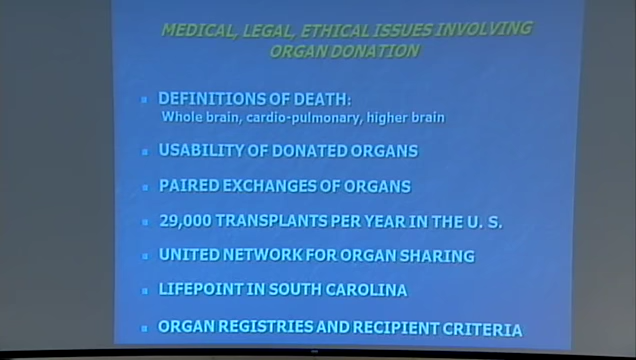 MEDICAL, LEGAL, ETHICAL ISSUES INVOLVING
ORGAN DONATION
DEFINITIONS OF DEATH:
Whole brain, cardio-pulmonary, higher brain
USABILITY OF DONATED ORGANS
PAIRED EXCHANGES OF ORGANS
29,000 TRANSPLANTS PER YEAR IN THE U. S.
UNITED NETWORK FOR ORGAN SHARING
LIFEPOINT IN SOUTH CAROLINA
ORGAN REGISTRIES AND RECIPIENT CRITERIA